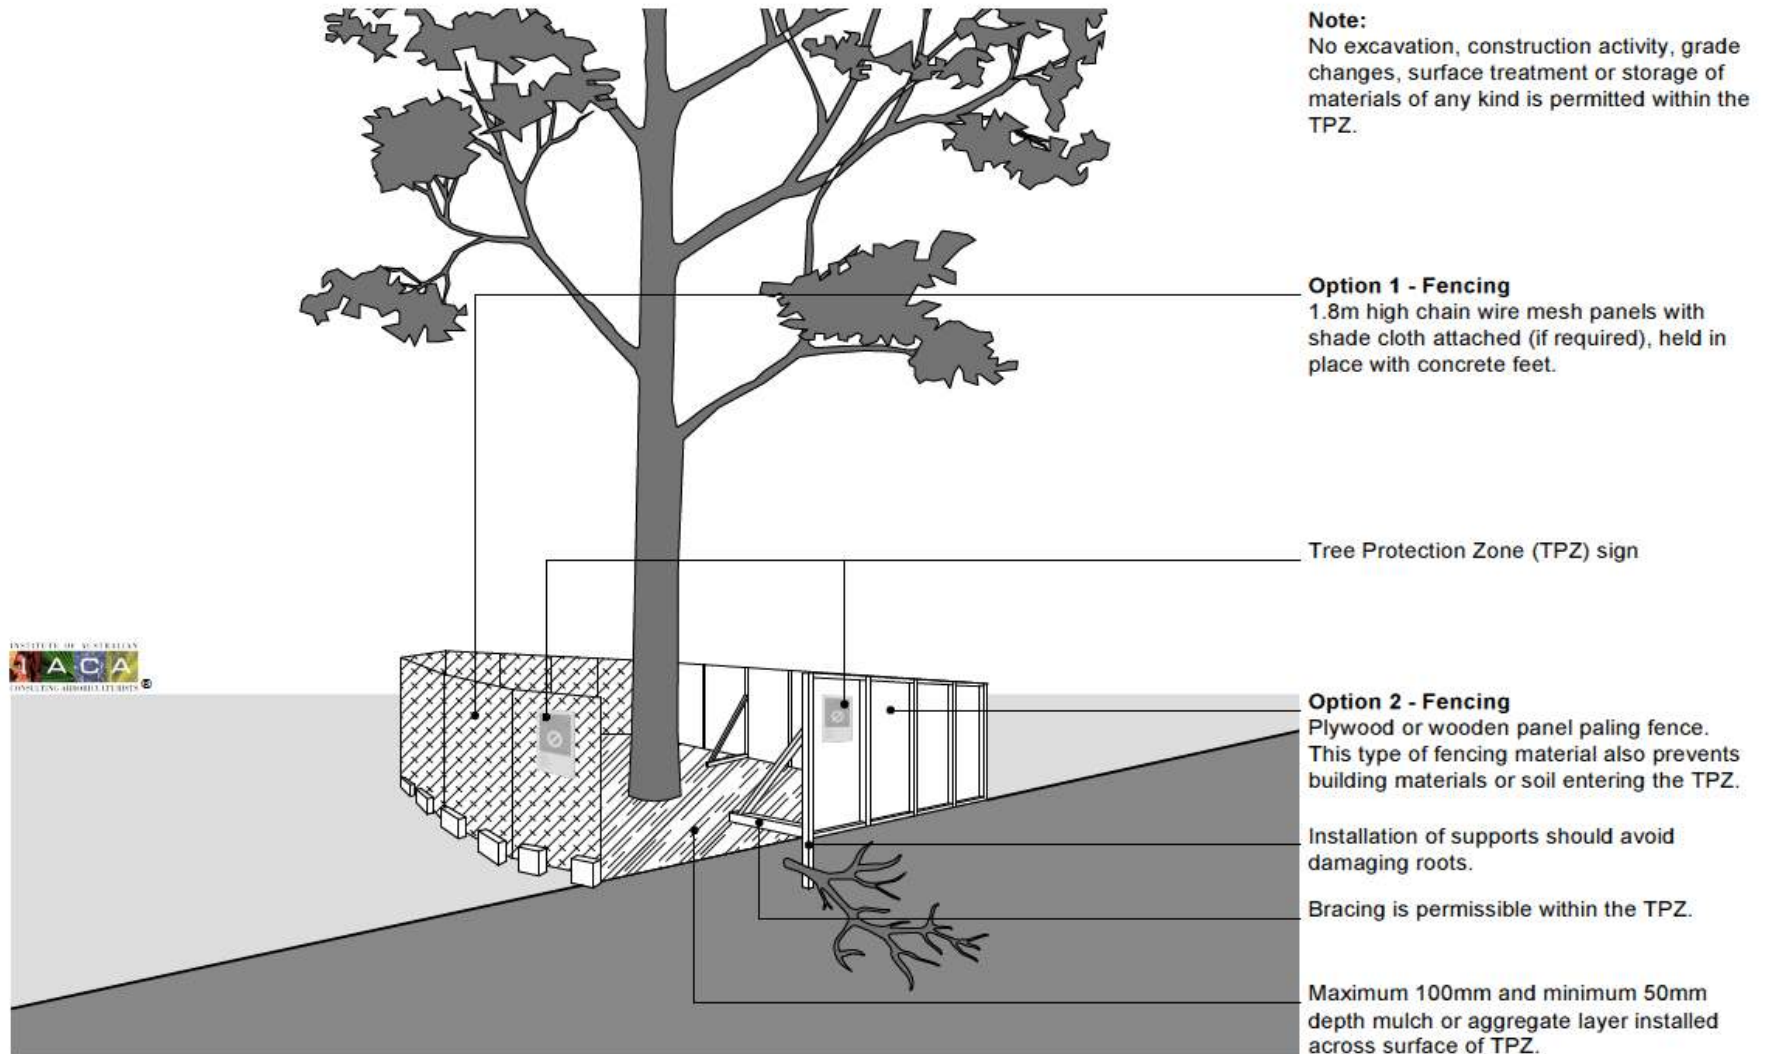 Note:
No excavation, construction activity, grade
changes, surface treatment or storage of
materials of any kind is permitted within the
TPZ.
Option 1 - Fencing
1.8m high chain wire mesh panels with
shade cloth attached (if required), held in
place with concrete feet.
Tree Protection Zone (TPZ) sign
INSTITUTE OF AUSTRALIAN
IACA
CONSULTING ARBORICULTURISTS ®
Option 2 - Fencing
Plywood or wooden panel paling fence.
This type of fencing material also prevents
building materials or soil entering the TPZ.
Installation of supports should avoid
damaging roots.
Bracing is permissible within the TPZ.
Maximum 100mm and minimum 50mm
depth mulch or aggregate layer installed
across surface of TPZ.